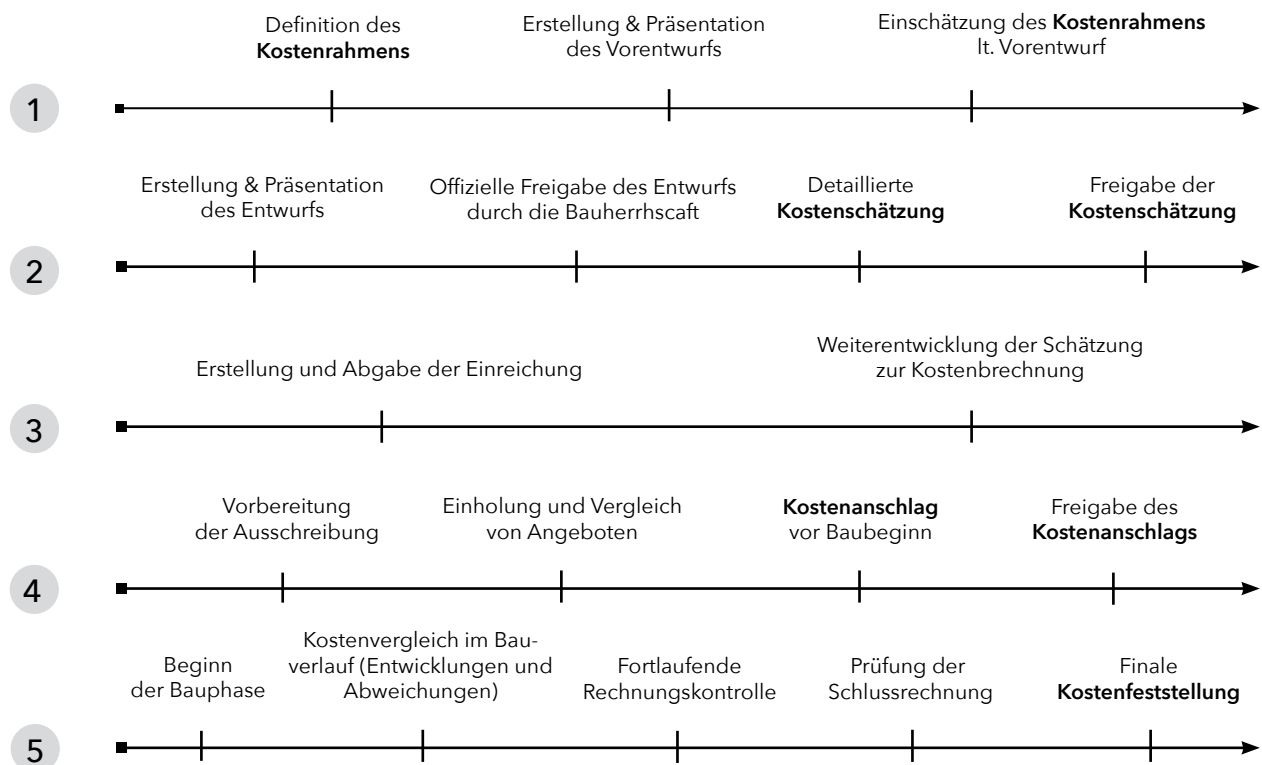 Definition des
Kostenrahmens
Erstellung & Präsentation
des Vorentwurfs
Einschätzung des Kostenrahmens
lt. Vorentwurf
1
Erstellung & Präsentation
des Entwurfs
Offizielle Freigabe des Entwurfs
durch die Bauherrhscaft
Detaillierte
Kostenschätzung
Freigabe der
Kostenschätzung
2
Erstellung und Abgabe der Einreichung
Weiterentwicklung der Schätzung
zur Kostenbrechnung
3
Vorbereitung
der Ausschreibung
Einholung und Vergleich
von Angeboten
Kostenanschlag
vor Baubeginn
Freigabe des
Kostenanschlags
4
Beginn
der Bauphase
Kostenvergleich im Bau-
verlauf (Entwicklungen und
Abweichungen)
Fortlaufende
Rechnungskontrolle
Prüfung der
Schlussrechnung
Finale
Kostenfeststellung
5